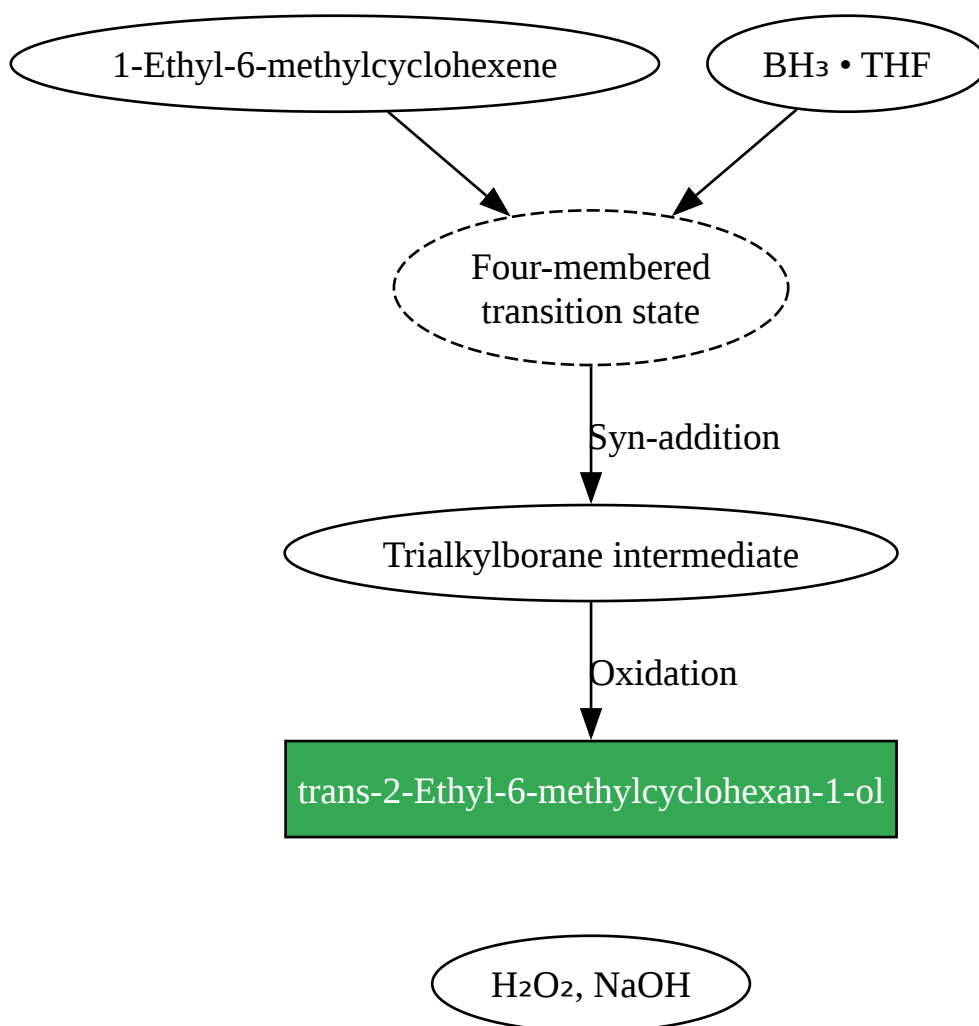 1-Ethyl-6-methylcyclohexene
BH₃ • THF
Four-membered
transition state
Syn-addition
Trialkylborane intermediate
Oxidation
trans-2-Ethyl-6-methylcyclohexan-1-ol
H₂O₂, NaOH